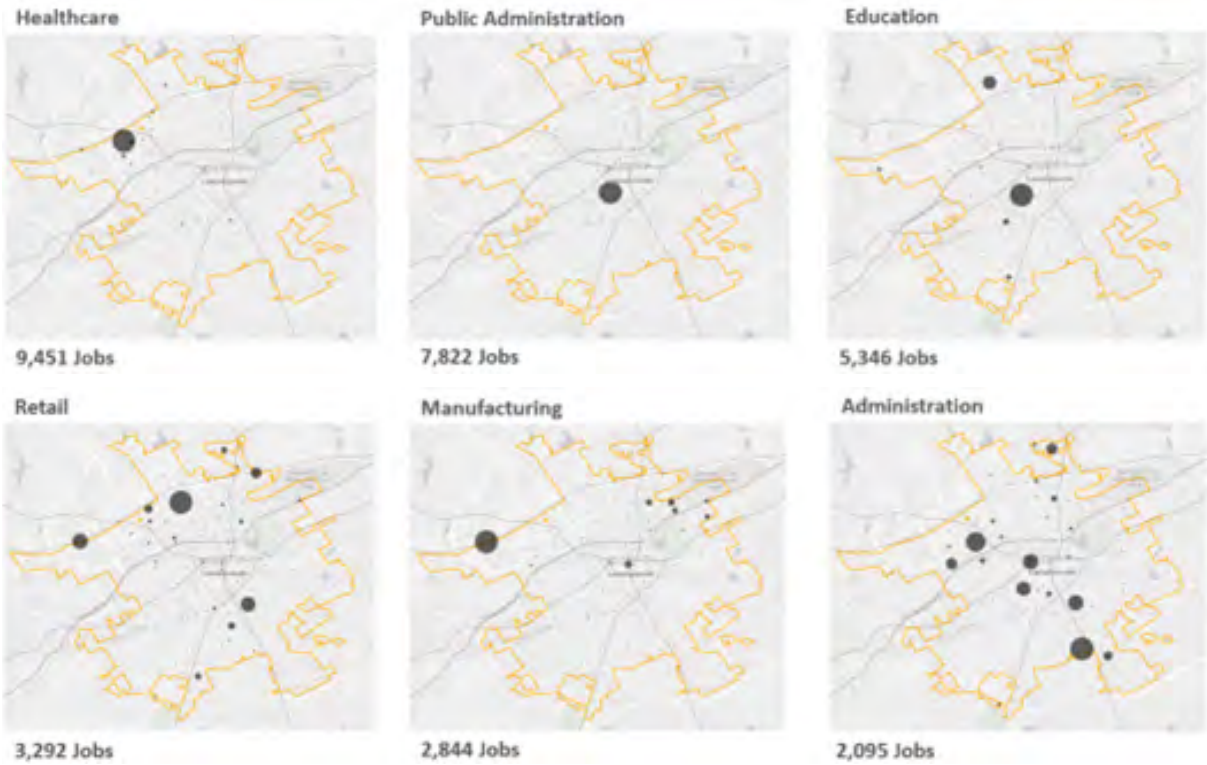 Healthcare
Public Administration
Education
9,451 Jobs
7,822 Jobs
5,346 Jobs
Retail
Manufacturing
Administration
3,292 Jobs
2,844 Jobs
2,095 Jobs